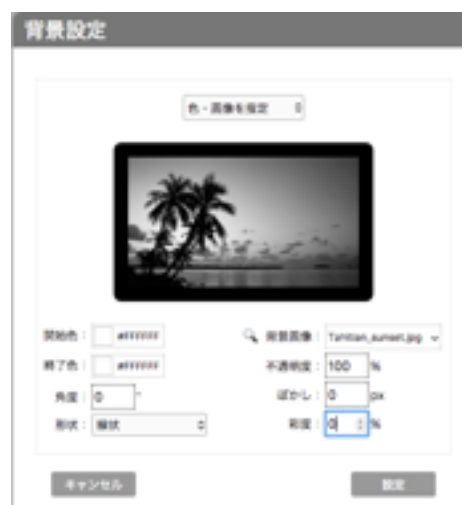 背景設定
色・画像を指定
開始色： #FFFFFF
背景画像： Tahitian_sunset.jpg
終了色： #FFFFFF
不透明度： 100 %
角度： 0 °
ぼかし： 0 px
形状： 線状
彩度： 0 %
キャンセル
設定